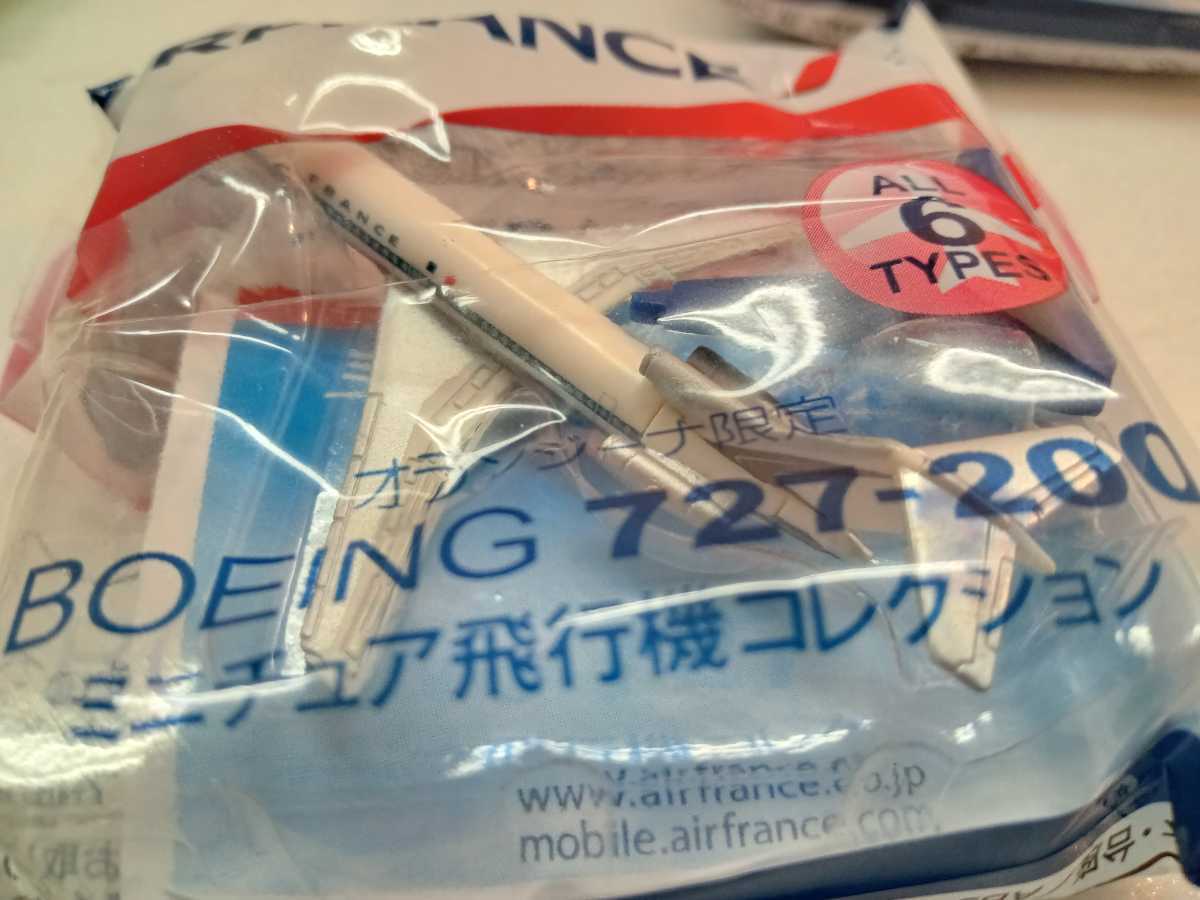 AIRFRANCE
ALL
6
TYPES
FRANCE
オランジーナ限定
BOEING 727-200
ミニチュア飛行機コレクション
www.airfrance.co.jp
mobile.airfrance.com